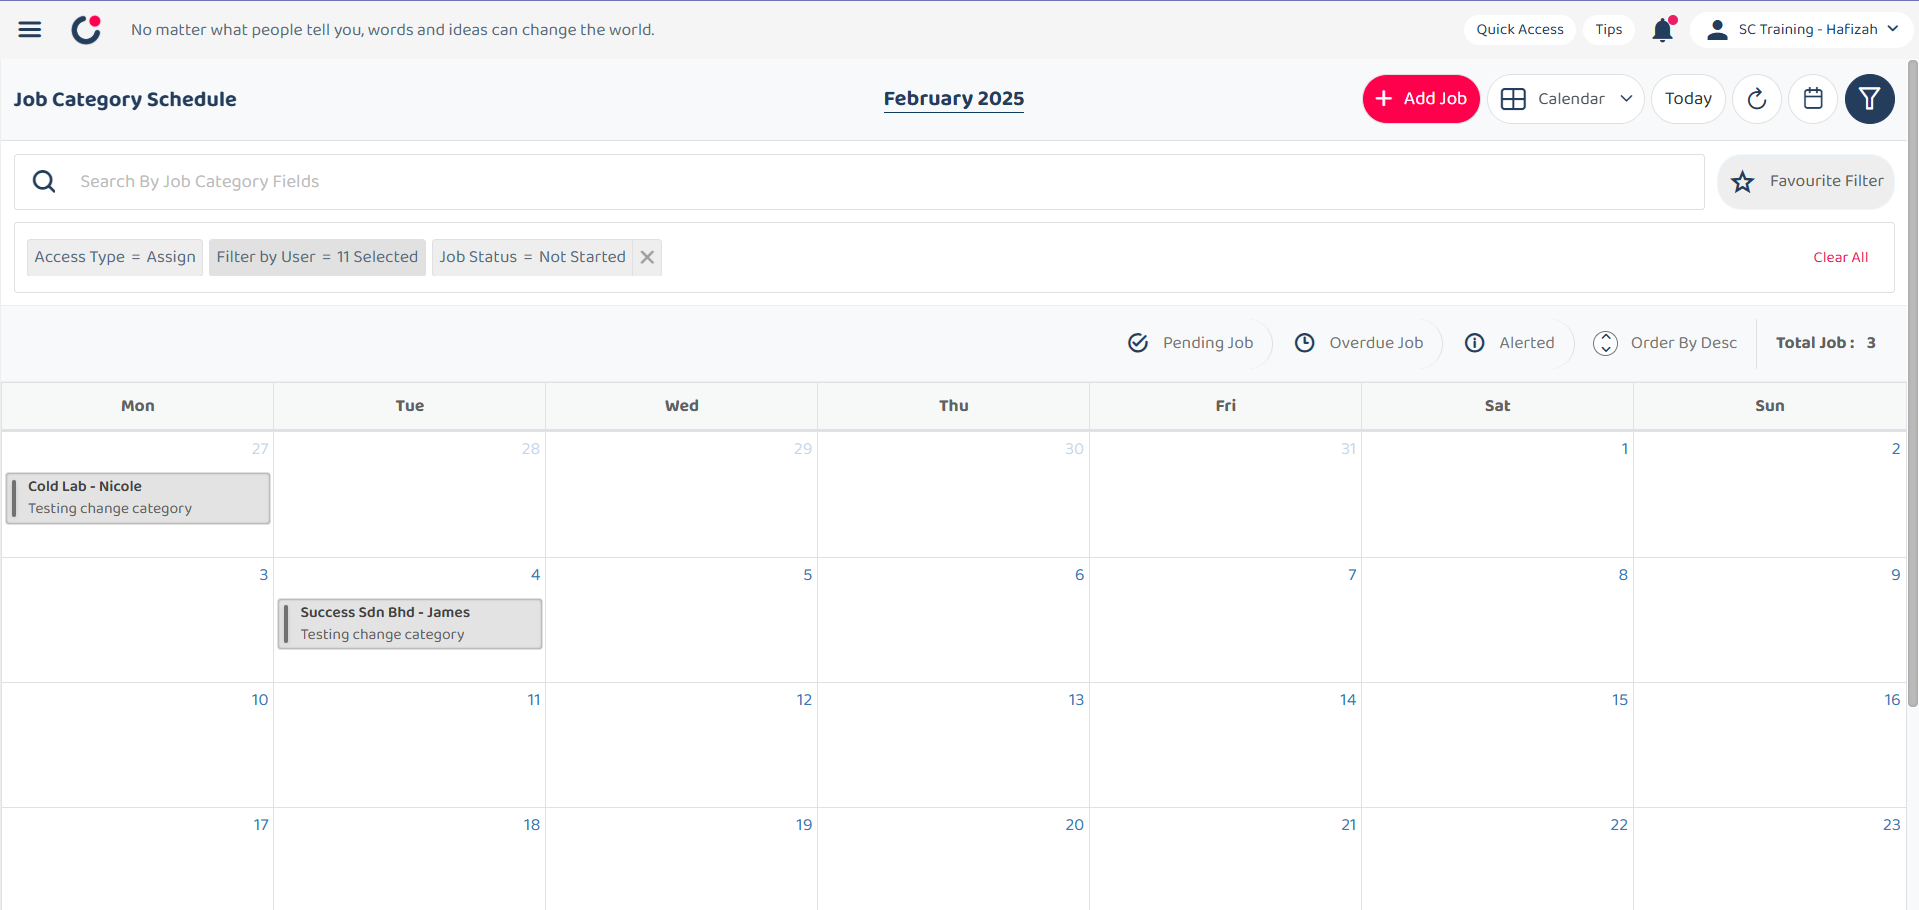 No matter what people tell you, words and ideas can change the world.
Quick Access
Tips
SC Training - Hafizah
Job Category Schedule
February 2025
Add Job
Calendar
Today
Search By Job Category Fields
Favourite Filter
Access Type = Assign
Filter by User = 11 Selected
Job Status = Not Started
Clear All
Pending Job
Overdue Job
Alerted
Order By Desc
Total Job : 3
Mon Tue Wed Thu Fri Sat Sun
27 28 29 30 31 1 2
Cold Lab - Nicole
Testing change category
3 4 5 6 7 8 9
Success Sdn Bhd - James
Testing change category
10 11 12 13 14 15 16
17 18 19 20 21 22 23